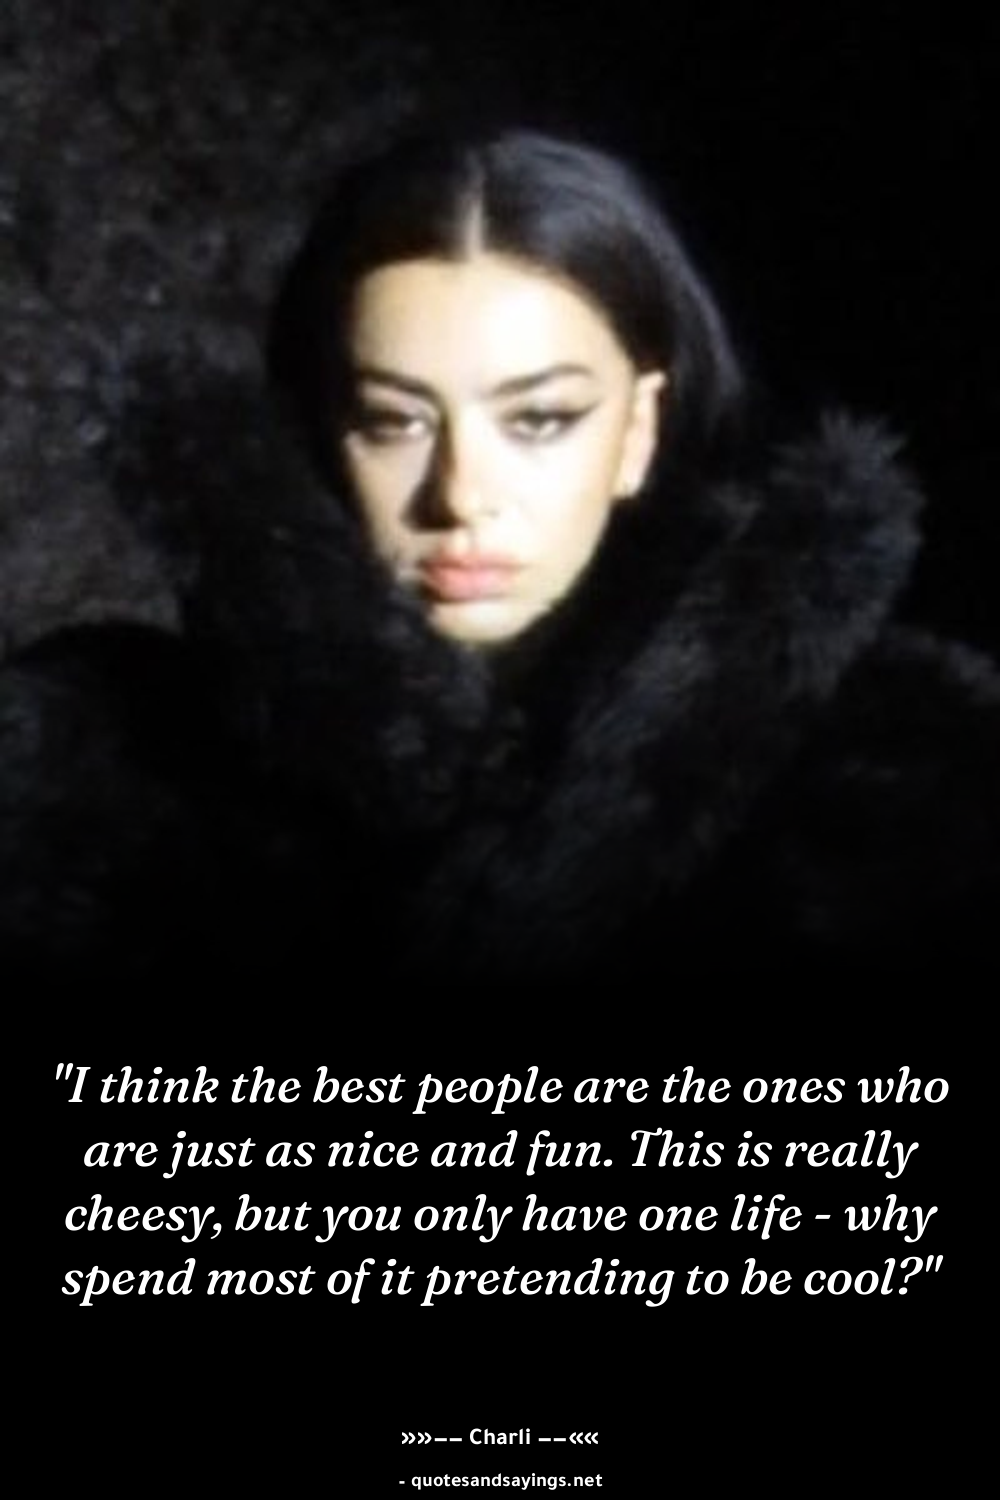 "I think the best people are the ones who
are just as nice and fun. This is really
cheesy, but you only have one life - why
spend most of it pretending to be cool?"
»»-- Charli --««
- quotesandsayings.net